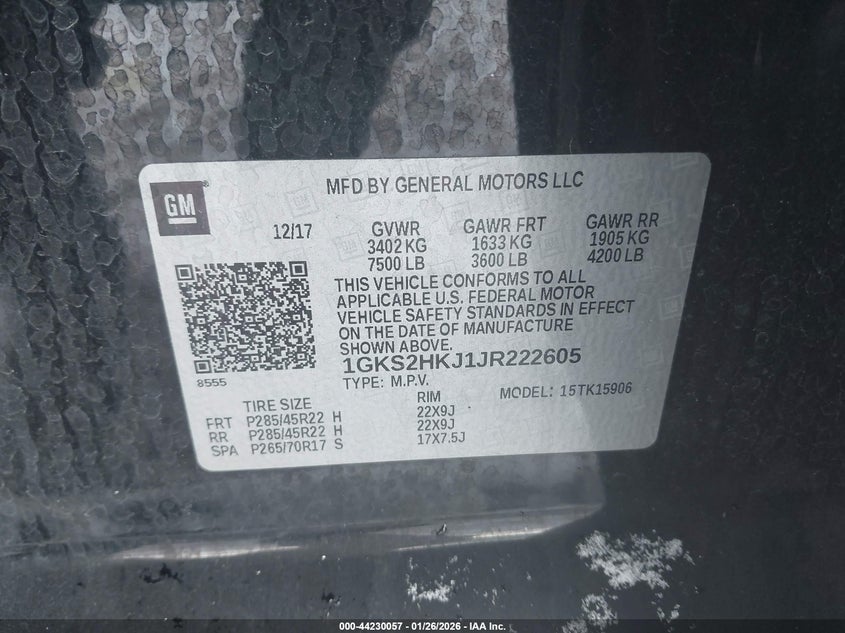 GM
MFD BY GENERAL MOTORS LLC
12/17
GVWR GAWR FRT GAWR RR
3402 KG 1633 KG 1905 KG
7500 LB 3600 LB 4200 LB
THIS VEHICLE CONFORMS TO ALL
APPLICABLE U.S. FEDERAL MOTOR
VEHICLE SAFETY STANDARDS IN EFFECT
ON THE DATE OF MANUFACTURE
SHOWN ABOVE.
1GKS2HKJ1JR222605
8555
TYPE: M.P.V. MODEL: 15TK15906
TIRE SIZE RIM
FRT P285/45R22 H 22X9J
RR P285/45R22 H 22X9J
SPA P265/70R17 S 17X7.5J
000-44230057 - 01/26/2026 - IAA Inc.